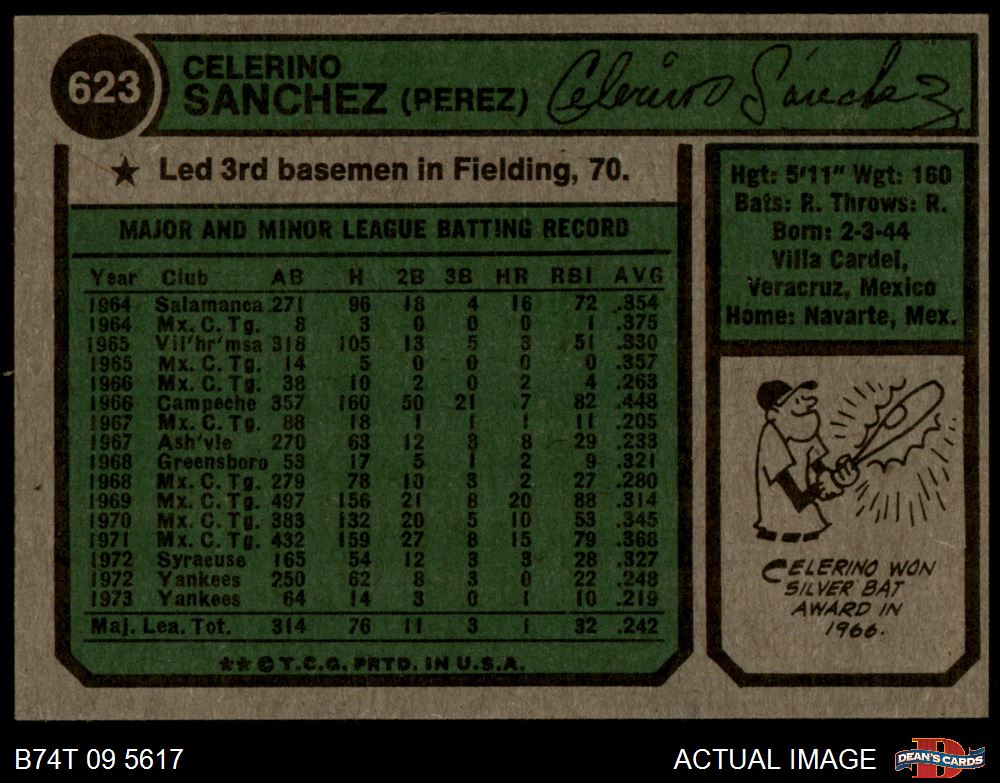 623
CELERINO
SANCHEZ (PEREZ)
Celerino Sánchez
★ Led 3rd basemen in Fielding, 70.
MAJOR AND MINOR LEAGUE BATTING RECORD
Year Club AB H 2B 3B HR RBI AVG
1964 Salamanca 271 96 18 4 16 72 .354
1964 Mx. C. Tg. 8 3 0 0 0 1 .375
1965 Vil'hr'msa 318 105 13 5 3 51 .330
1965 Mx. C. Tg. 14 5 0 0 0 0 .357
1966 Mx. C. Tg. 38 10 2 0 2 4 .263
1966 Campeche 357 160 50 21 7 82 .448
1967 Mx. C. Tg. 88 18 1 1 1 11 .205
1967 Ash'vle 270 63 12 3 8 29 .233
1968 Greensboro 53 17 5 1 2 9 .321
1968 Mx. C. Tg. 279 78 10 3 2 27 .280
1969 Mx. C. Tg. 497 156 21 8 20 88 .314
1970 Mx. C. Tg. 383 132 20 5 10 53 .345
1971 Mx. C. Tg. 432 159 27 8 15 79 .368
1972 Syracuse 165 54 12 3 3 28 .327
1972 Yankees 250 62 8 3 0 22 .248
1973 Yankees 64 14 3 0 1 10 .219
Maj. Lea. Tot. 314 76 11 3 1 32 .242
** © T.C.G. PRTD. IN U.S.A.
Hgt: 5'11" Wgt: 160
Bats: R. Throws: R.
Born: 2-3-44
Villa Cardel,
Veracruz, Mexico
Home: Navarte, Mex.
CELERINO WON
SILVER BAT
AWARD IN
1966.
B74T 09 5617
ACTUAL IMAGE
D
DEAN'S CARDS